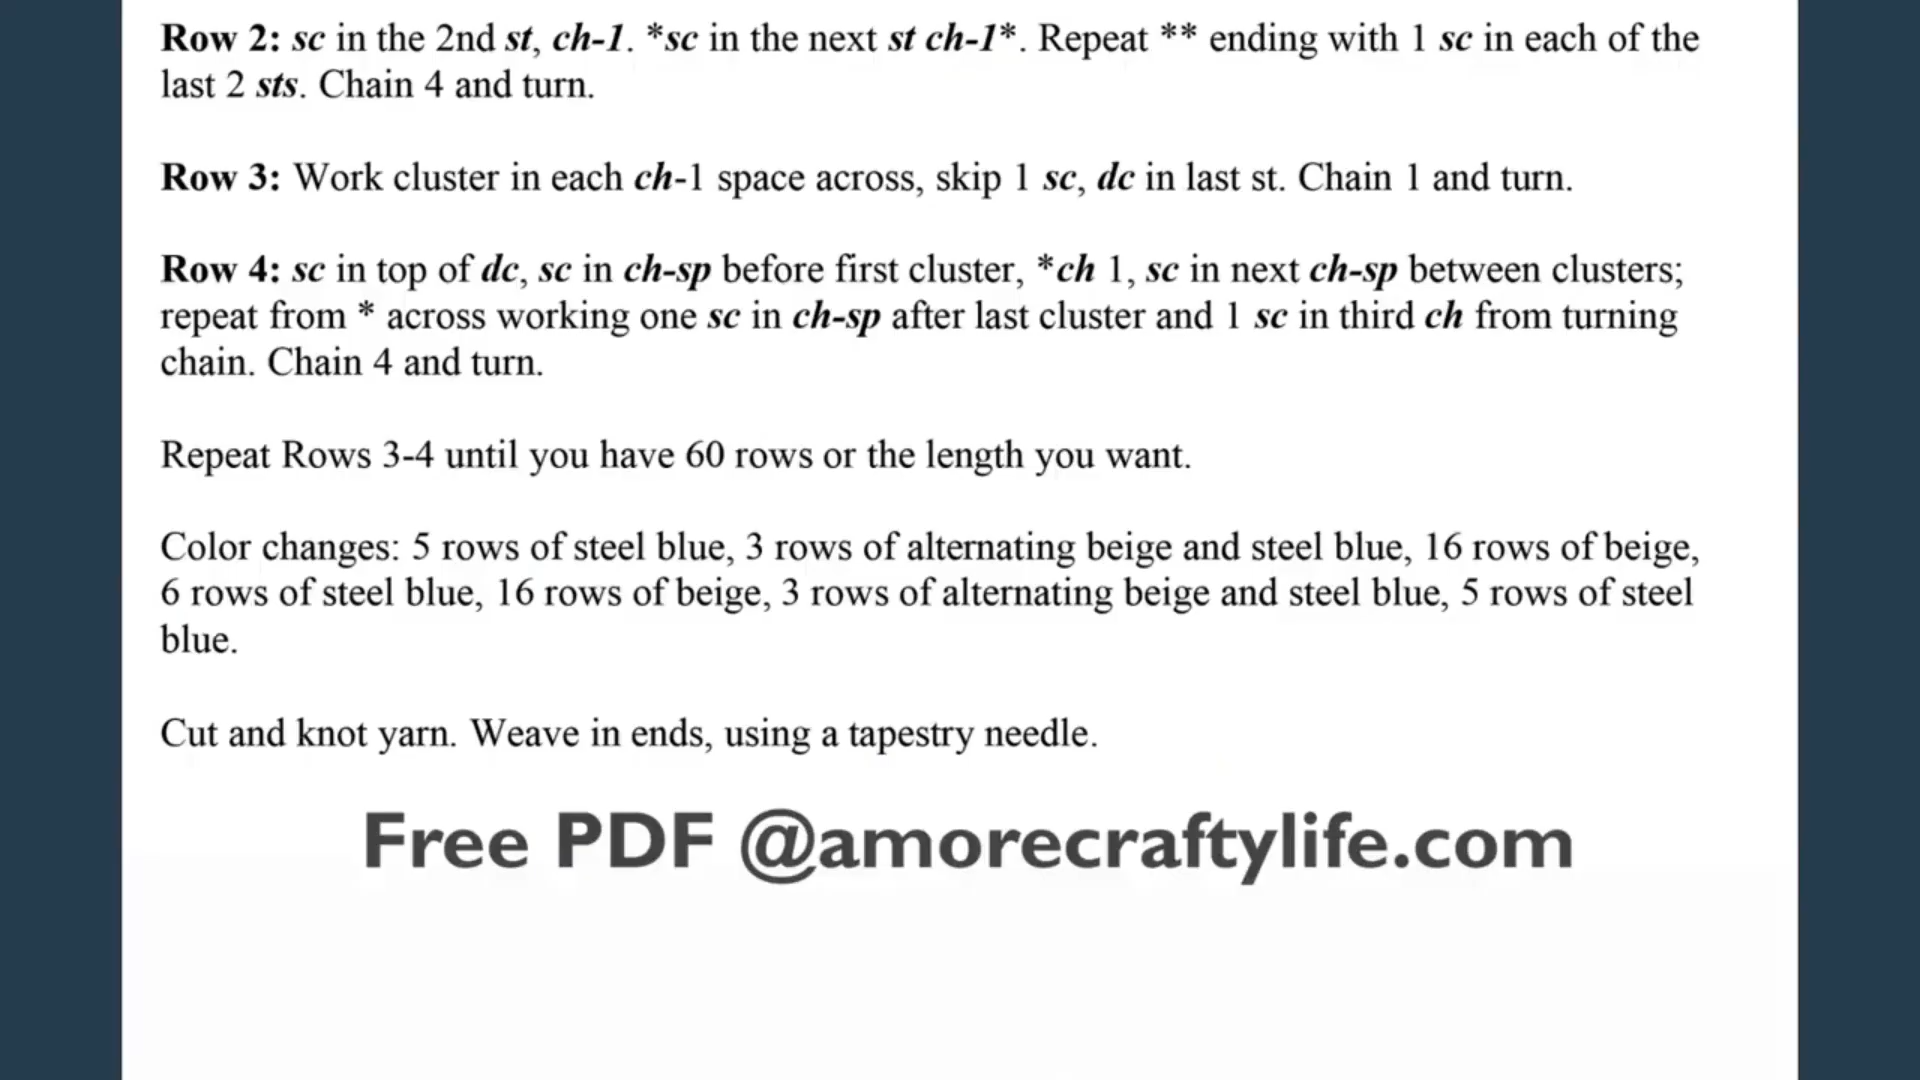 Row 2: sc in the 2nd st, ch-1. *sc in the next st ch-1*. Repeat ** ending with 1 sc in each of the
last 2 sts. Chain 4 and turn.
Row 3: Work cluster in each ch-1 space across, skip 1 sc, dc in last st. Chain 1 and turn.
Row 4: sc in top of dc, sc in ch-sp before first cluster, *ch 1, sc in next ch-sp between clusters;
repeat from * across working one sc in ch-sp after last cluster and 1 sc in third ch from turning
chain. Chain 4 and turn.
Repeat Rows 3-4 until you have 60 rows or the length you want.
Color changes: 5 rows of steel blue, 3 rows of alternating beige and steel blue, 16 rows of beige,
6 rows of steel blue, 16 rows of beige, 3 rows of alternating beige and steel blue, 5 rows of steel
blue.
Cut and knot yarn. Weave in ends, using a tapestry needle.
Free PDF @amorecraftylife.com